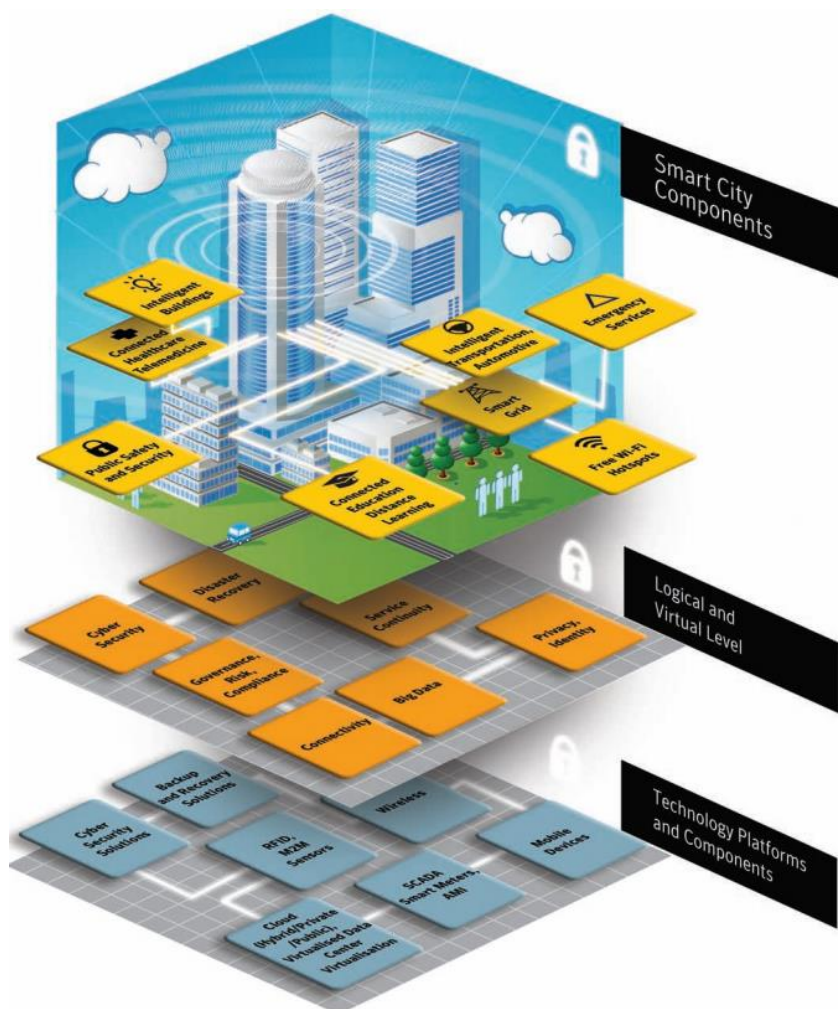 Smart City
Components
Intelligent
Buildings
Connected
Healthcare
Telemedicine
Intelligent
Transportation,
Automotive
Emergency
Services
Smart
Grid
Public Safety
and Security
Connected
Education
Distance
Learning
Free Wi-Fi
Hotspots
Logical and
Virtual Level
Disaster
Recovery
Service
Continuity
Cyber
Security
Privacy,
Identity
Governance,
Risk,
Compliance
Big Data
Connectivity
Technology Platforms
and Components
Backup
and Recovery
Solutions
Wireless
Cyber
Security
Solutions
RFID,
M2M
Sensors
Mobile
Devices
SCADA
Smart Meters,
AMI
Cloud
(Hybrid/Private
/Public),
Virtualised Data
Center
Virtualisation